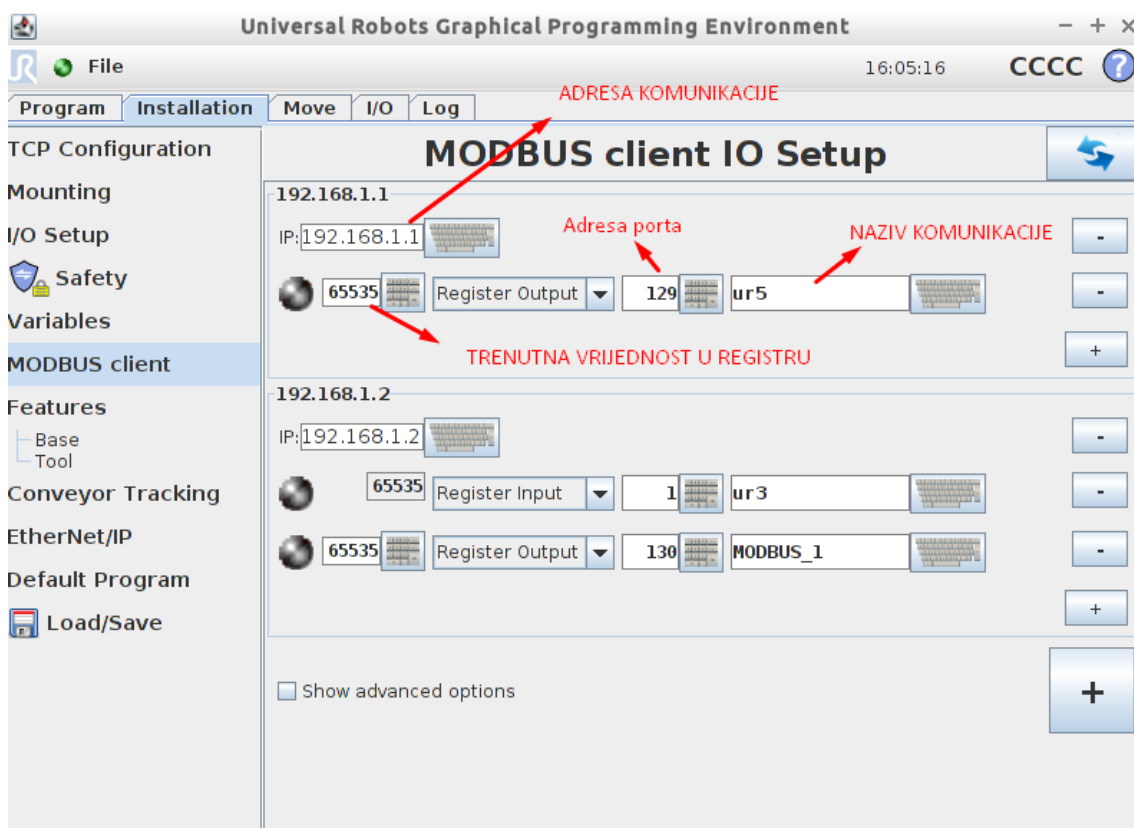 Universal Robots Graphical Programming Environment
File
16:05:16
CCCC
?
Program
Installation
Move
I/O
Log
ADRESA KOMUNIKACIJE
TCP Configuration
Mounting
I/O Setup
Safety
Variables
MODBUS client
Features
Base
Tool
Conveyor Tracking
EtherNet/IP
Default Program
Load/Save
MODBUS client IO Setup
192.168.1.1
IP: 192.168.1.1
Adresa porta
NAZIV KOMUNIKACIJE
-
65535 Register Output 129 ur5
-
TRENUTNA VRIJEDNOST U REGISTRU
+
192.168.1.2
IP: 192.168.1.2
-
65535 Register Input 1 ur3
-
65535 Register Output 130 MODBUS_1
-
+
Show advanced options
+